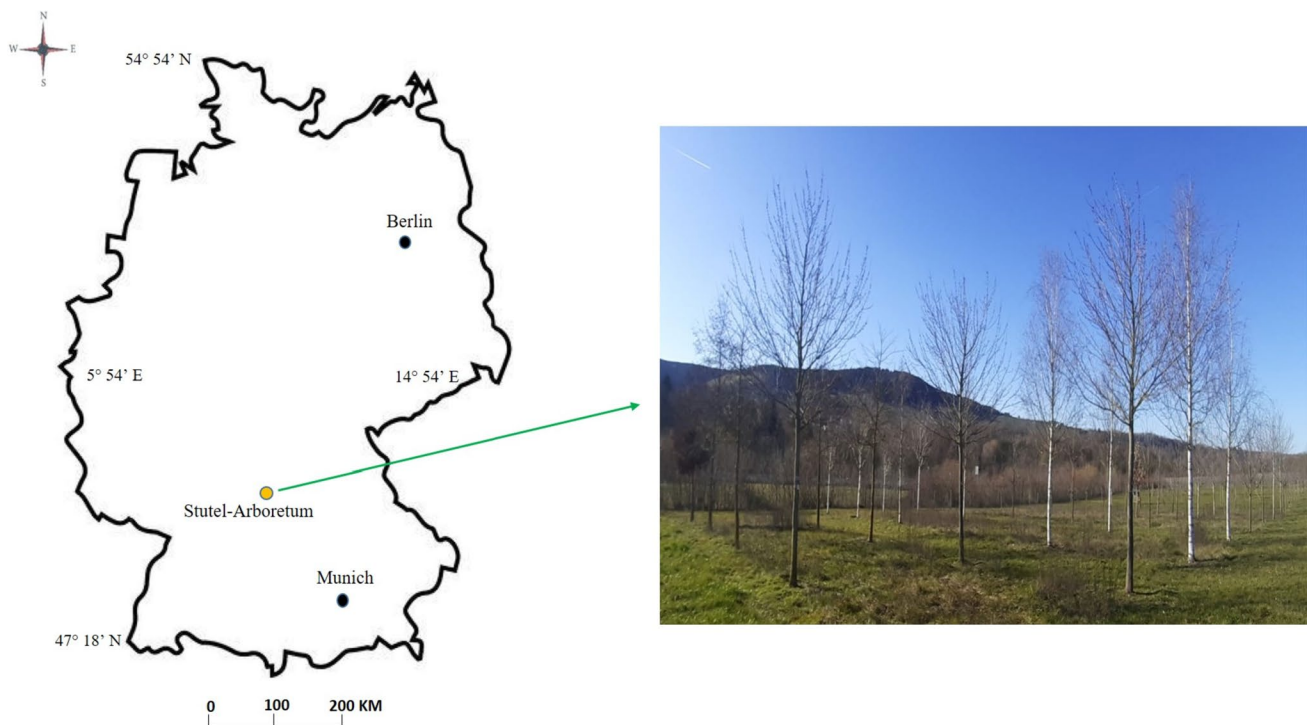 N
W E
S
54° 54’ N
Berlin
5° 54’ E
14° 54’ E
Stutel-Arboretum
Munich
47° 18’ N
0 100 200 KM